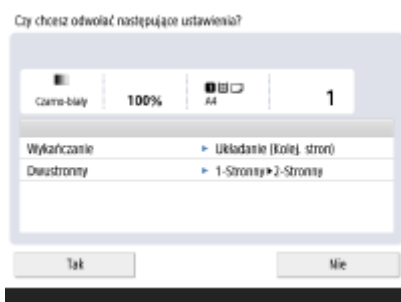 Czy chcesz odwołać następujące ustawienia?
Czarno-biały
100%
1
A4
1
Wykańczanie ▶ Układanie (Kolej. stron)
Dwustronny ▶ 1-Stronny▶2-Stronny
Tak
Nie